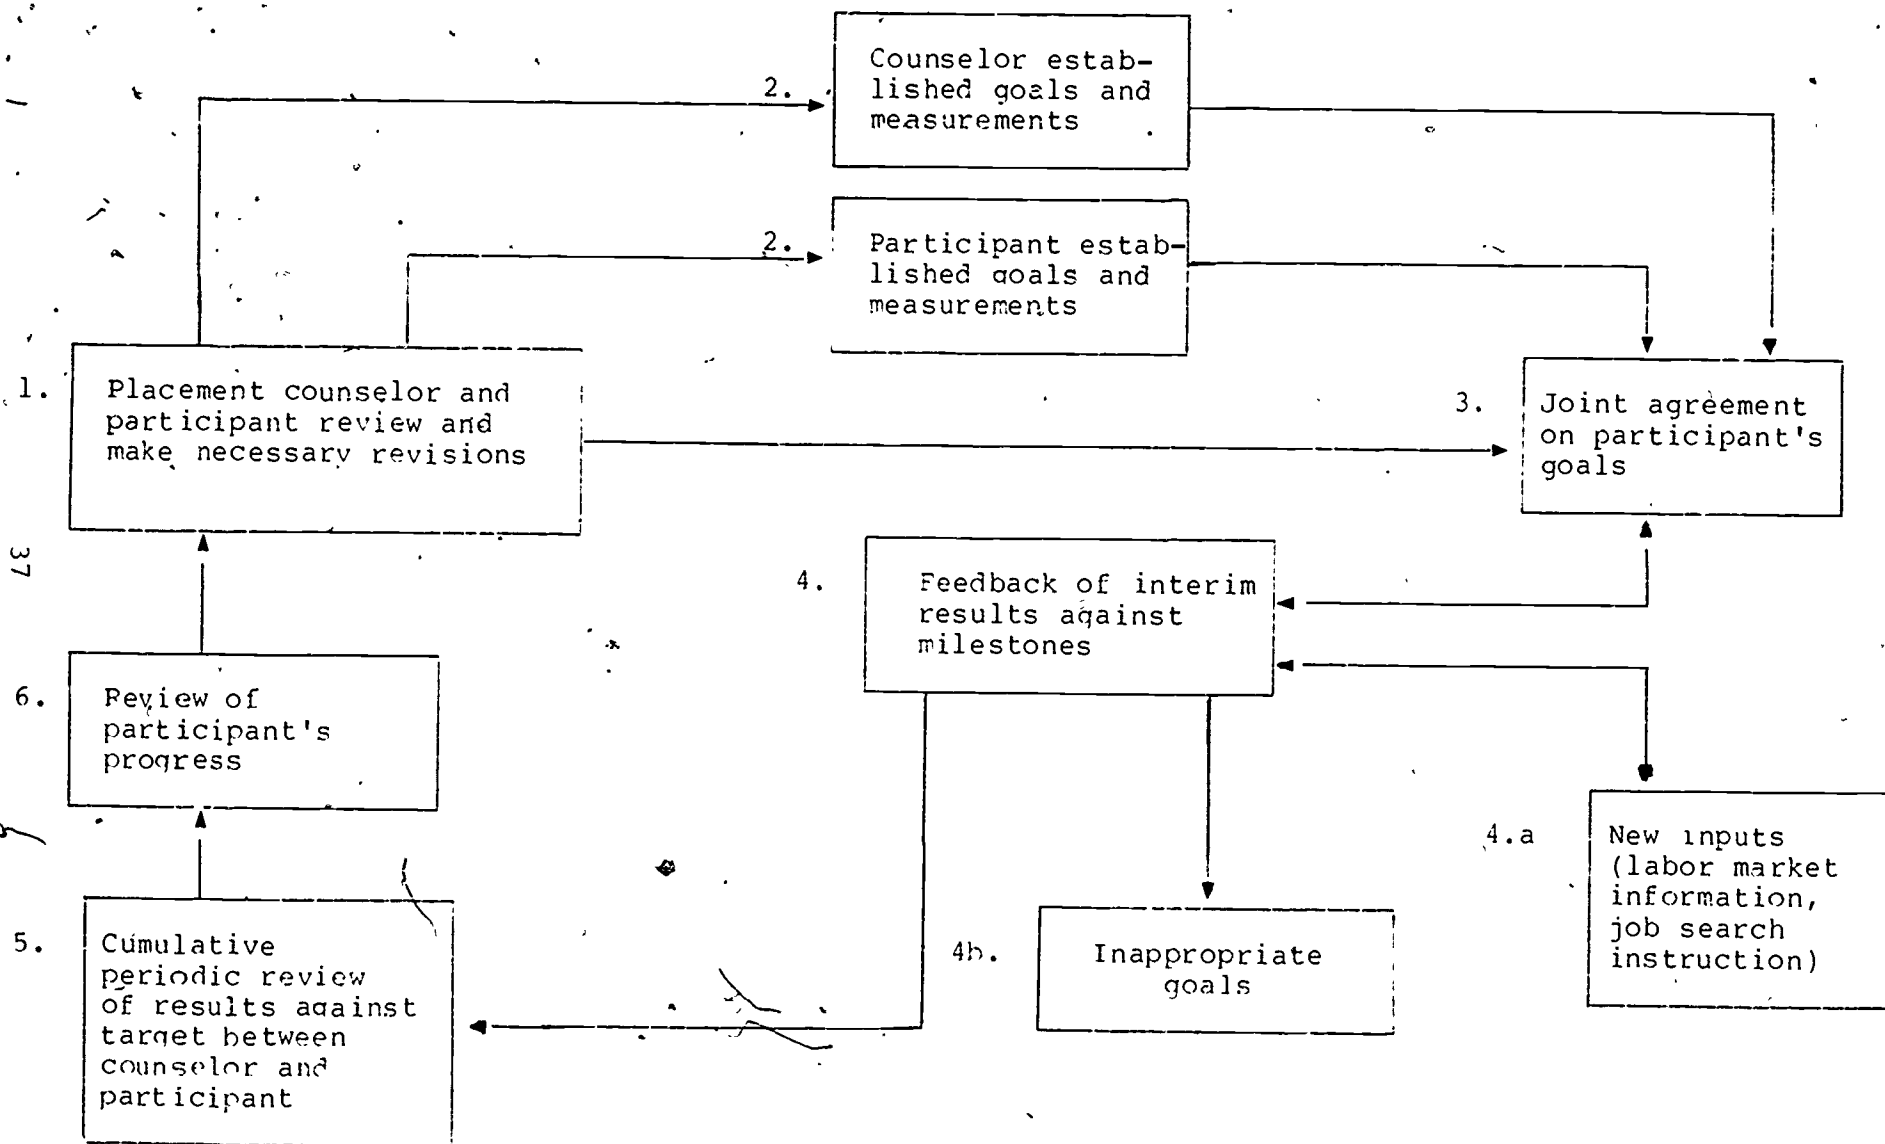 2.
Counselor estab-
lished goals and
measurements
2.
Participant estab-
lished goals and
measurements
1.
Placement counselor and
participant review and
make necessary revisions
3.
Joint agreement
on participant's
goals
37
4.
Feedback of interim
results against
milestones
6.
Review of
participant's
progress
4.a
New inputs
(labor market
information,
job search
instruction)
5.
Cumulative
periodic review
of results against
target between
counselor and
participant
4b.
Inappropriate
goals